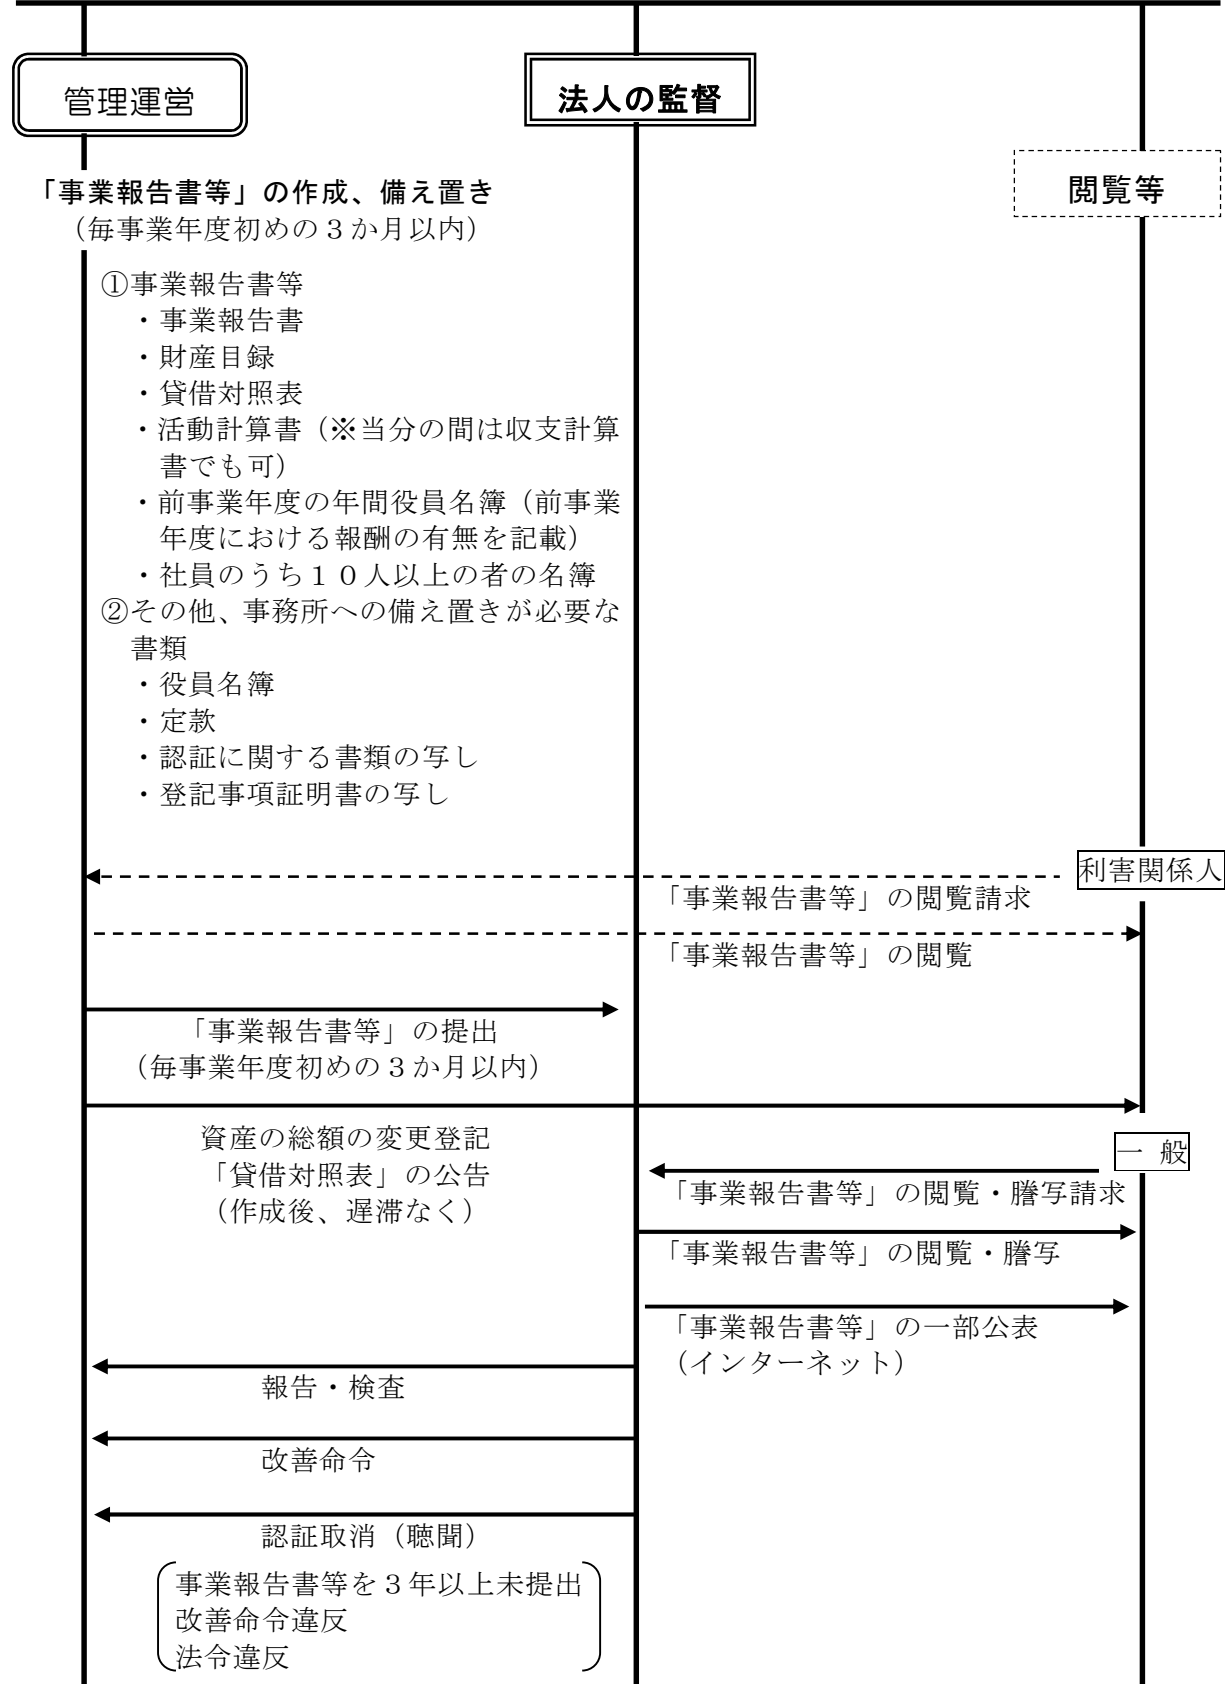 管理運営
法人の監督
閲覧等
「事業報告書等」の作成、備え置き
（毎事業年度初めの３か月以内）
①事業報告書等
・事業報告書
・財産目録
・貸借対照表
・活動計算書（※当分の間は収支計算
書でも可）
・前事業年度の年間役員名簿（前事業
年度における報酬の有無を記載）
・社員のうち１０人以上の者の名簿
②その他、事務所への備え置きが必要な
書類
・役員名簿
・定款
・認証に関する書類の写し
・登記事項証明書の写し
利害関係人
「事業報告書等」の閲覧請求
「事業報告書等」の閲覧
「事業報告書等」の提出
（毎事業年度初めの３か月以内）
資産の総額の変更登記
「貸借対照表」の公告
（作成後、遅滞なく）
一 般
「事業報告書等」の閲覧・謄写請求
「事業報告書等」の閲覧・謄写
「事業報告書等」の一部公表
（インターネット）
報告・検査
改善命令
認証取消（聴聞）
事業報告書等を３年以上未提出
改善命令違反
法令違反